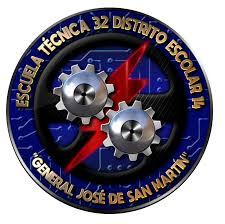 ESCUELA TÉCNICA 32 DISTRITO ESCOLAR 14
"GENERAL JOSÉ DE SAN MARTÍN"